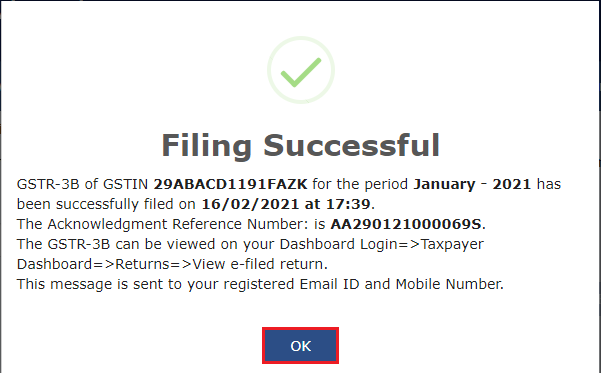 Filing Successful
GSTR-3B of GSTIN 29ABACD1191FAZK for the period January - 2021 has
been successfully filed on 16/02/2021 at 17:39.
The Acknowledgment Reference Number: is AA290121000069S.
The GSTR-3B can be viewed on your Dashboard Login=>Taxpayer
Dashboard=>Returns=>View e-filed return.
This message is sent to your registered Email ID and Mobile Number.
OK